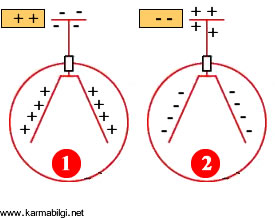 + + - - - - - - + + + +
+ + + + + + + + - - - - - - - -
1 2
www.karmabilgi.net